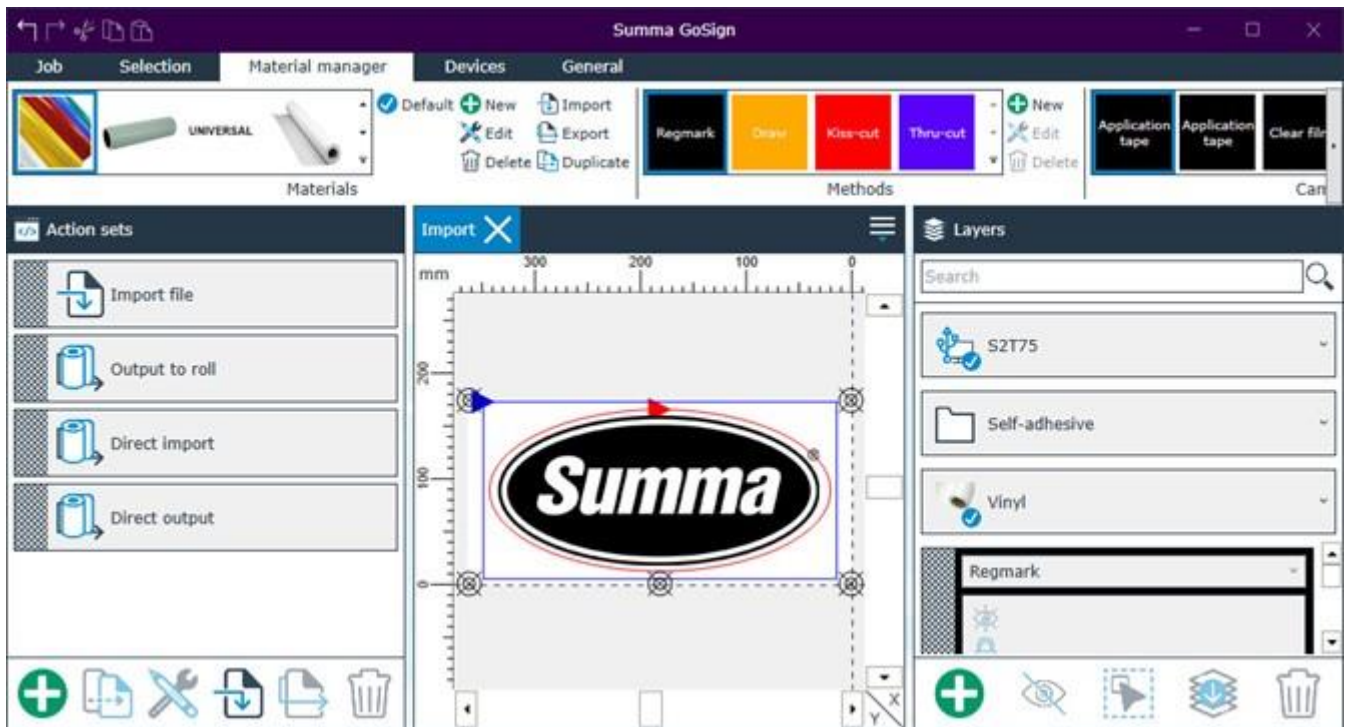 Summa GoSign
Job Selection Material manager Devices General
UNIVERSAL
Default
New
Edit
Delete
Import
Export
Duplicate
Materials
Regmark
Draw
Kiss-cut
Thru-cut
New
Edit
Delete
Methods
Application tape
Application tape
Clear film
Cam
Action sets
Import file
Output to roll
Direct import
Direct output
Import
mm
300 200 100 0
200
100
0
Summa
X
Y
Layers
Search
S2T75
Self-adhesive
Vinyl
Regmark